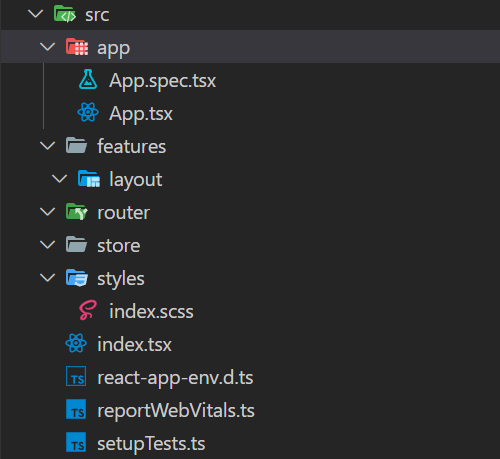 src
app
App.spec.tsx
App.tsx
features
layout
router
store
styles
index.scss
index.tsx
TS react-app-env.d.ts
TS reportWebVitals.ts
TS setupTests.ts